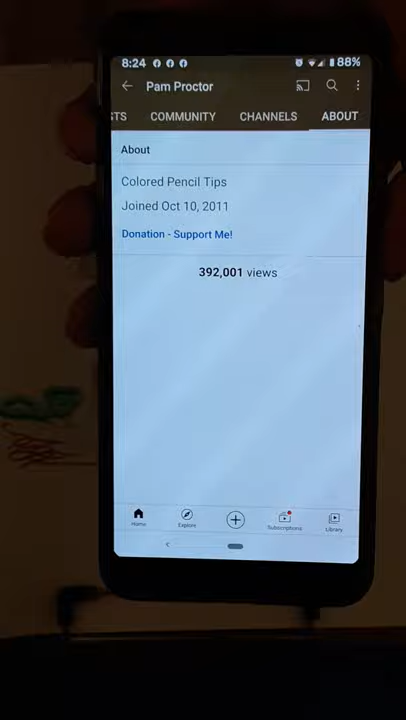 8:24 88%
Pam Proctor
STS COMMUNITY CHANNELS ABOUT
About
Colored Pencil Tips
Joined Oct 10, 2011
Donation - Support Me!
392,001 views
Home Explore Subscriptions Library